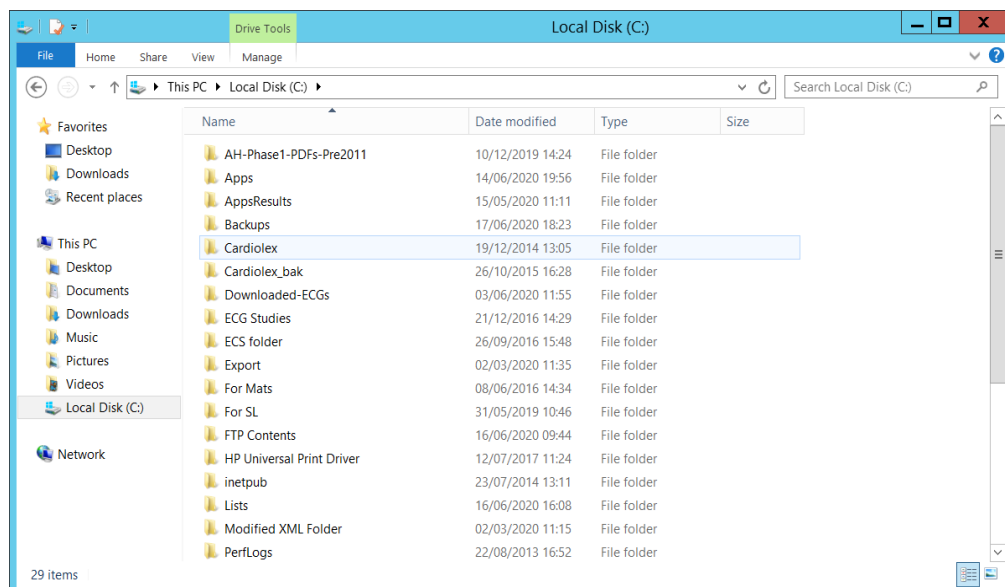 Drive Tools Local Disk (C:)
File Home Share View Manage
This PC Local Disk (C:) Search Local Disk (C:)
Favorites
Desktop
Downloads
Recent places
This PC
Desktop
Documents
Downloads
Music
Pictures
Videos
Local Disk (C:)
Network
Name Date modified Type Size
AH-Phase1-PDFs-Pre2011 10/12/2019 14:24 File folder
Apps 14/06/2020 19:56 File folder
AppsResults 15/05/2020 11:11 File folder
Backups 17/06/2020 18:23 File folder
Cardiolex 19/12/2014 13:05 File folder
Cardiolex_bak 26/10/2015 16:28 File folder
Downloaded-ECGs 03/06/2020 11:55 File folder
ECG Studies 21/12/2016 14:29 File folder
ECS folder 26/09/2016 15:48 File folder
Export 02/03/2020 11:35 File folder
For Mats 08/06/2016 14:34 File folder
For SL 31/05/2019 10:46 File folder
FTP Contents 16/06/2020 09:44 File folder
HP Universal Print Driver 12/07/2017 11:24 File folder
inetpub 23/07/2014 13:11 File folder
Lists 16/06/2020 16:08 File folder
Modified XML Folder 02/03/2020 11:15 File folder
PerfLogs 22/08/2013 16:52 File folder
29 items